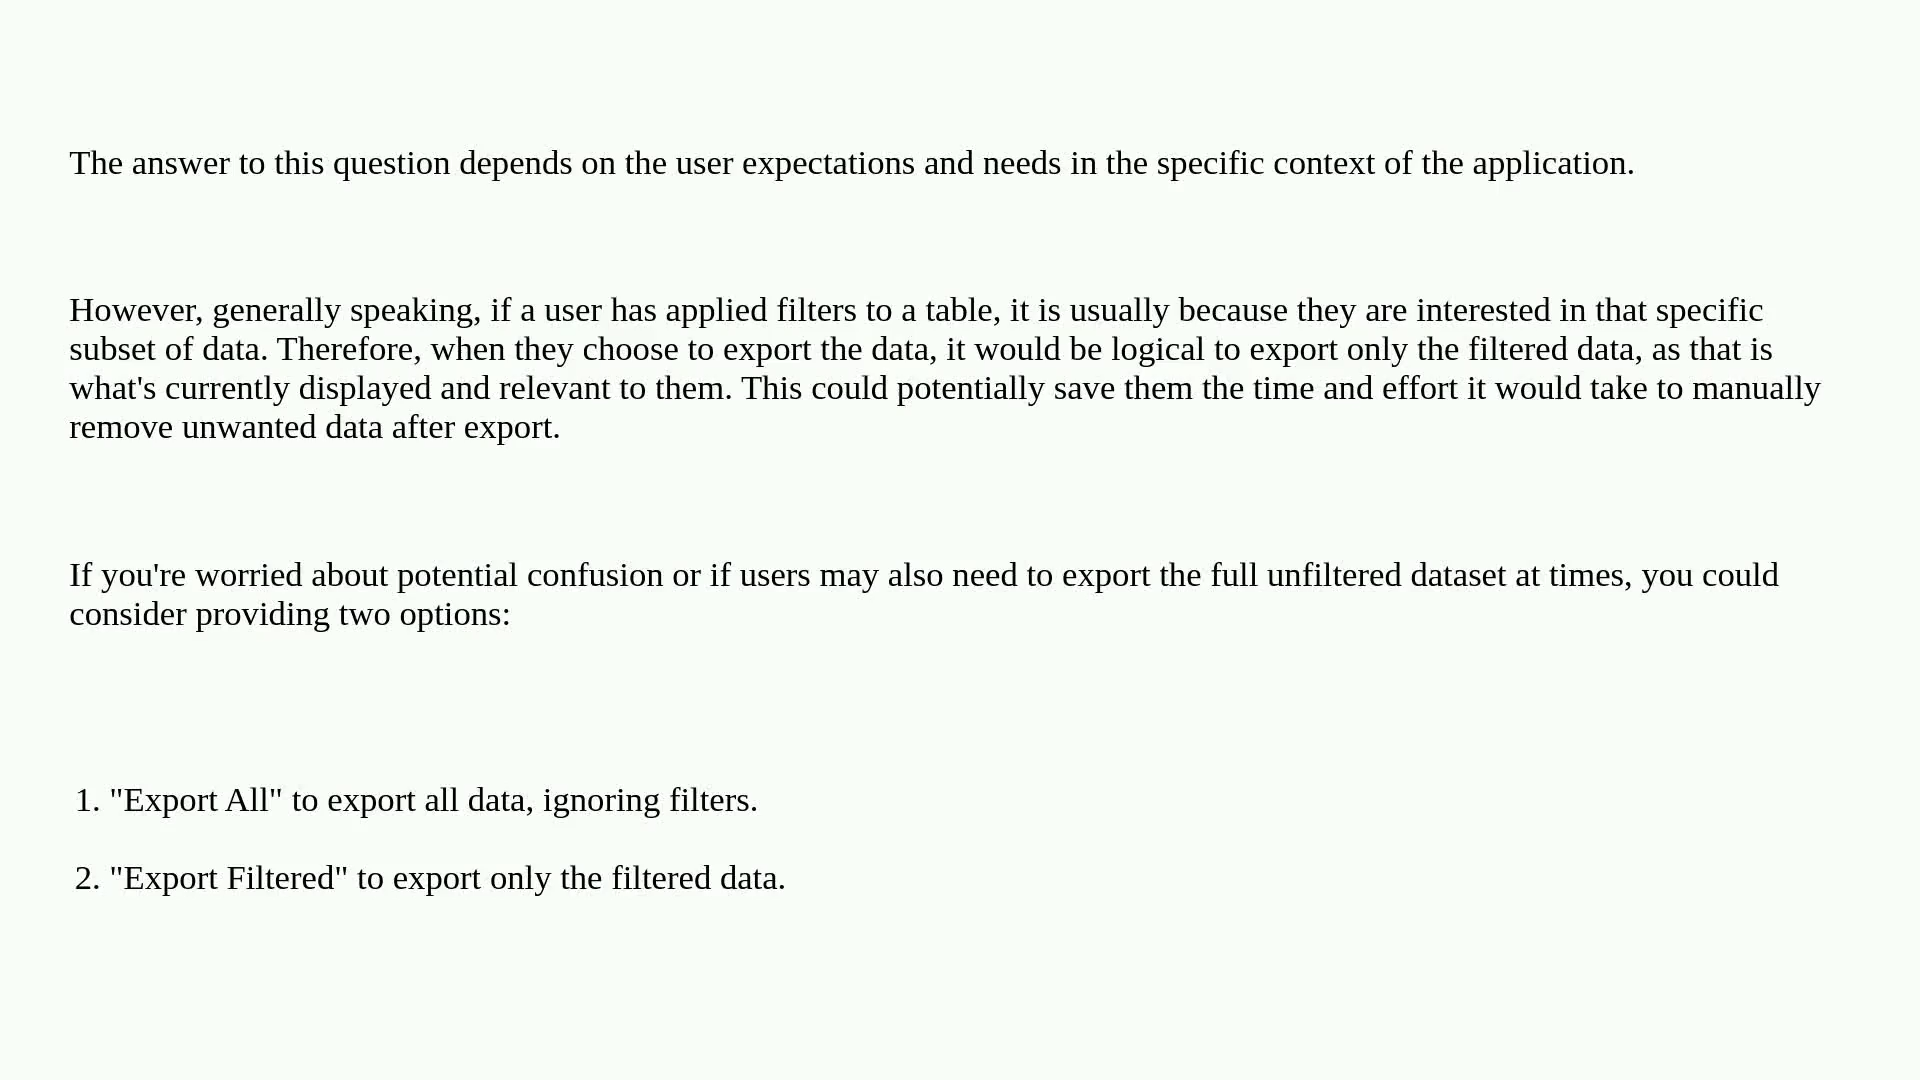 The answer to this question depends on the user expectations and needs in the specific context of the application.
However, generally speaking, if a user has applied filters to a table, it is usually because they are interested in that specific
subset of data. Therefore, when they choose to export the data, it would be logical to export only the filtered data, as that is
what's currently displayed and relevant to them. This could potentially save them the time and effort it would take to manually
remove unwanted data after export.
If you're worried about potential confusion or if users may also need to export the full unfiltered dataset at times, you could
consider providing two options:
1. "Export All" to export all data, ignoring filters.
2. "Export Filtered" to export only the filtered data.